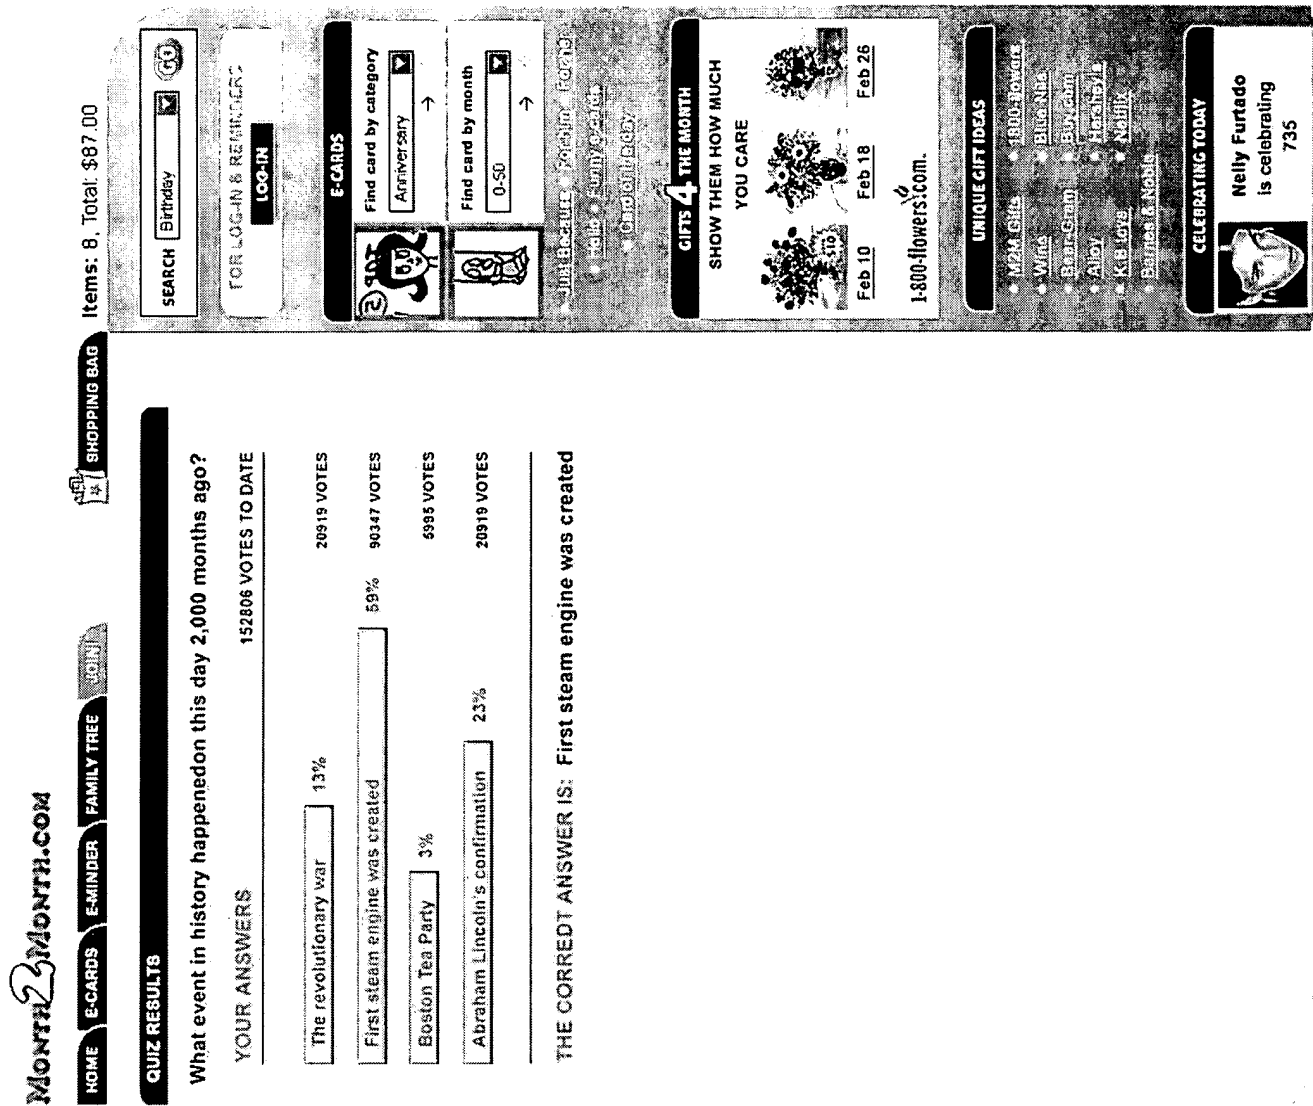 MONTH2MONTH.COM
HOME E-CARDS E-MINDER FAMILY TREE JOIN SHOPPING BAG Items: 8, Total: $87.00
QUIZ RESULTS
What event in history happenedon this day 2,000 months ago?
YOUR ANSWERS 152806 VOTES TO DATE
The revolutionary war 13% 20919 VOTES
First steam engine was created 59% 90347 VOTES
Boston Tea Party 3% 5995 VOTES
Abraham Lincoln's confirmation 23% 20919 VOTES
THE CORREDT ANSWER IS: First steam engine was created
SEARCH Birthday GO
FOR LOG-IN & REMINDERS
LOG-IN
E-CARDS
Find card by category
Anniversary
Find card by month
0-50
Just Because
Funny ecards
GIFTS 4 THE MONTH
SHOW THEM HOW MUCH
YOU CARE
Feb 10 Feb 18 Feb 26
1-800-flowers.com.
UNIQUE GIFT IDEAS
M2M Gifts 1800-flowers
Wine Blue Nile
Bear-Gram Buy.com
Alloy Hershey's
K-B Toys Netflix
Barnes & Noble
CELEBRATING TODAY
Nelly Furtado
is celebrating
735